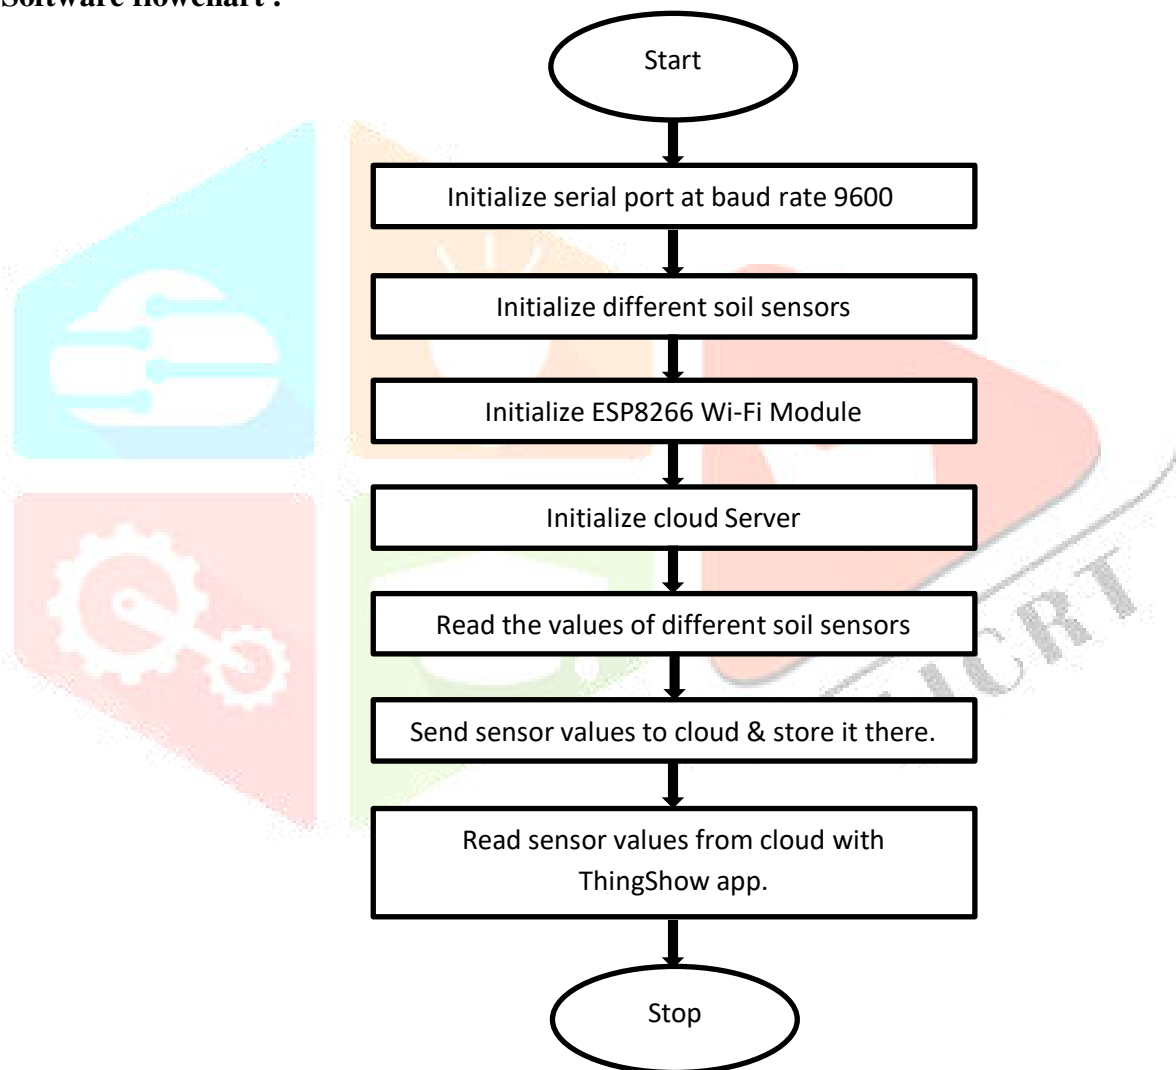 Software flowchart :
Start
Initialize serial port at baud rate 9600
Initialize different soil sensors
Initialize ESP8266 Wi-Fi Module
Initialize cloud Server
Read the values of different soil sensors
Send sensor values to cloud & store it there.
Read sensor values from cloud with
ThingShow app.
Stop
IJCRT